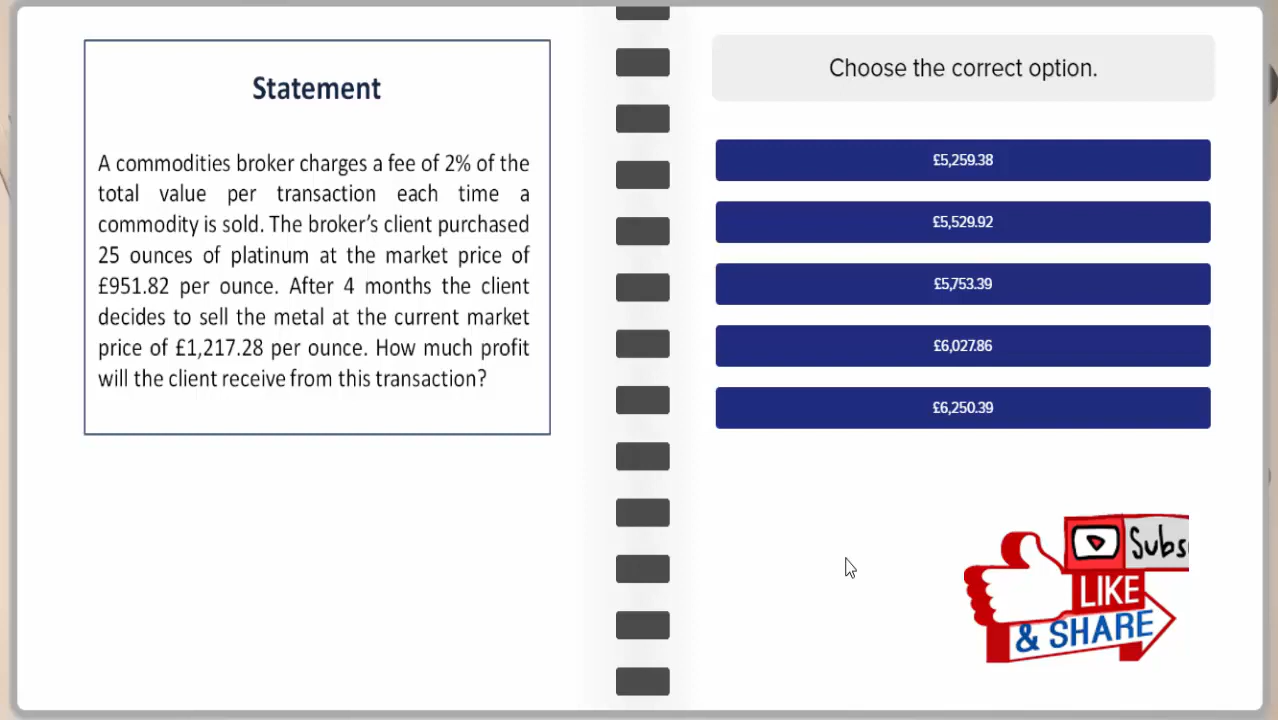 Statement
A commodities broker charges a fee of 2% of the
total value per transaction each time a
commodity is sold. The broker’s client purchased
25 ounces of platinum at the market price of
£951.82 per ounce. After 4 months the client
decides to sell the metal at the current market
price of £1,217.28 per ounce. How much profit
will the client receive from this transaction?
Choose the correct option.
£5,259.38
£5,529.92
£5,753.39
£6,027.86
£6,250.39
Subs
LIKE
& SHARE